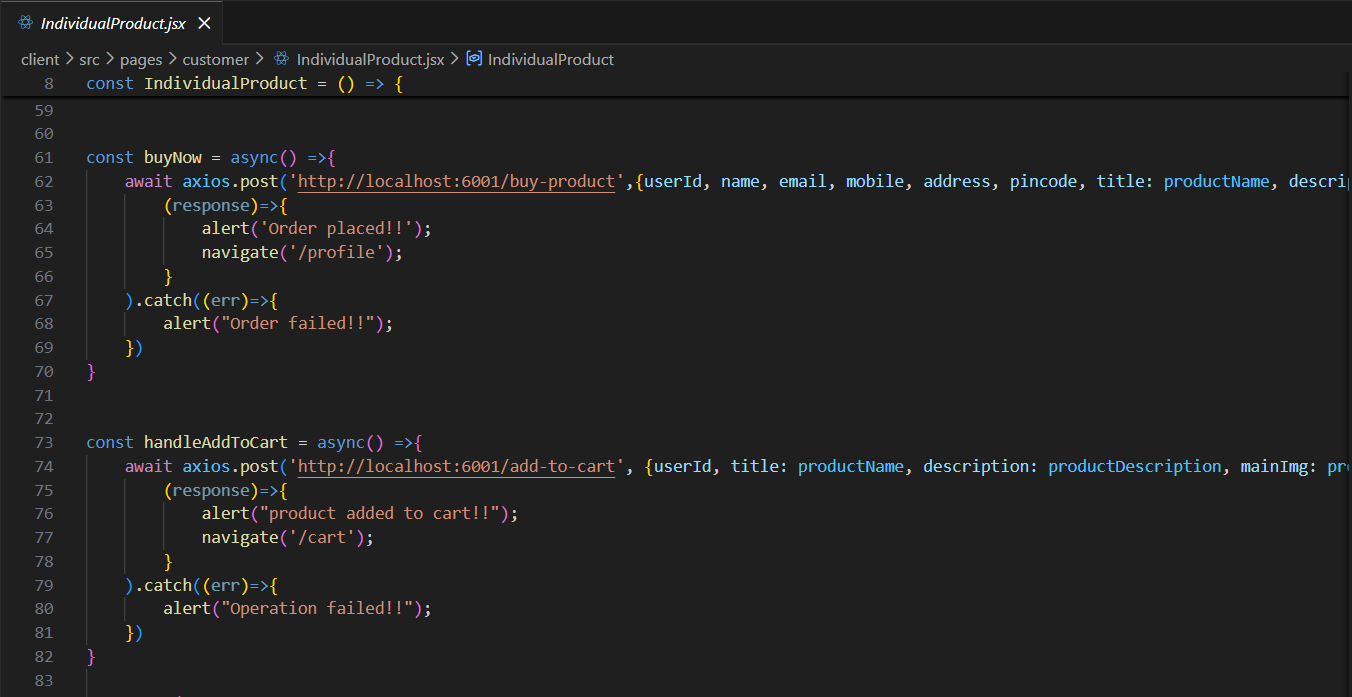 IndividualProduct.jsx
client > src > pages > customer > IndividualProduct.jsx > IndividualProduct
8 const IndividualProduct = () => {
59
60
61 const buyNow = async() =>{
62 await axios.post('http://localhost:6001/buy-product',{userId, name, email, mobile, address, pincode, title: productName, descrip
63 (response)=>{
64 alert('Order placed!!');
65 navigate('/profile');
66 }
67 ).catch((err)=>{
68 alert("Order failed!!");
69 })
70 }
71
72
73 const handleAddToCart = async() =>{
74 await axios.post('http://localhost:6001/add-to-cart', {userId, title: productName, description: productDescription, mainImg: pro
75 (response)=>{
76 alert("product added to cart!!");
77 navigate('/cart');
78 }
79 ).catch((err)=>{
80 alert("Operation failed!!");
81 })
82 }
83